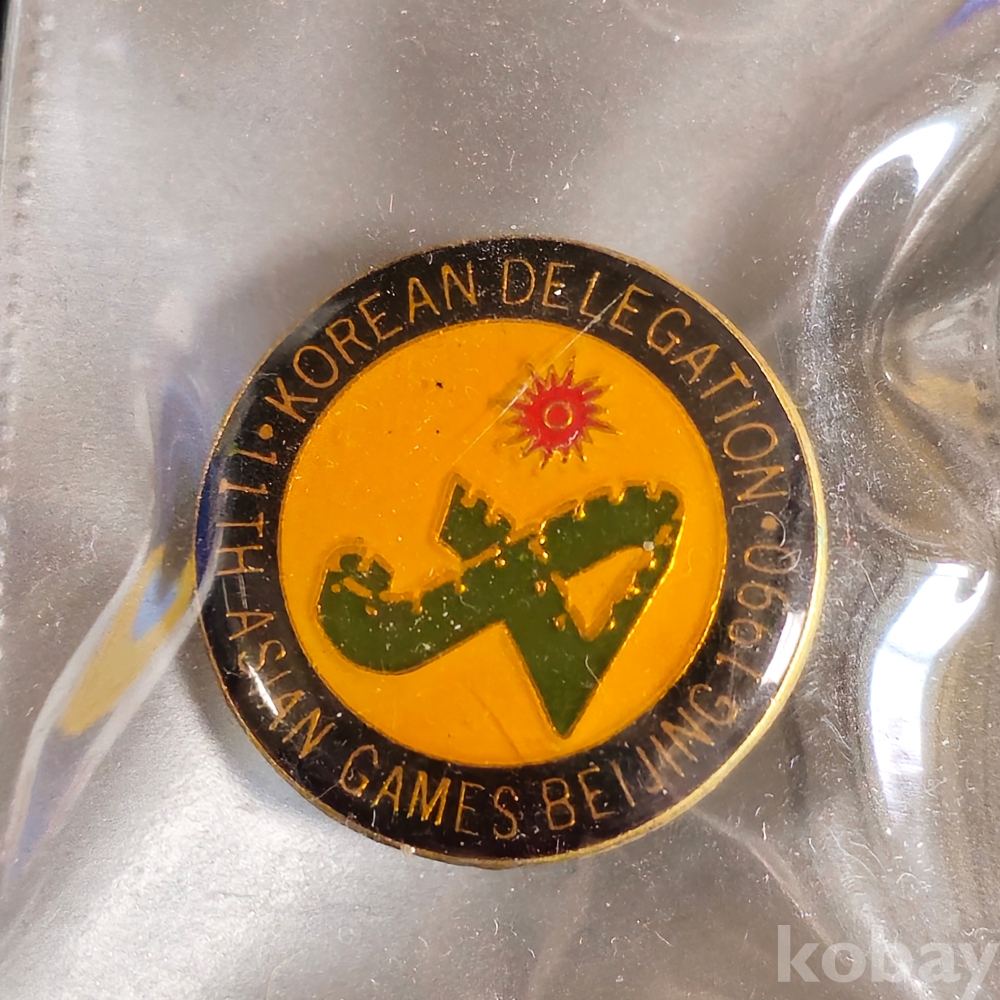 • KOREAN DELEGATION •
11TH ASIAN GAMES BEIJING 1990
kobay